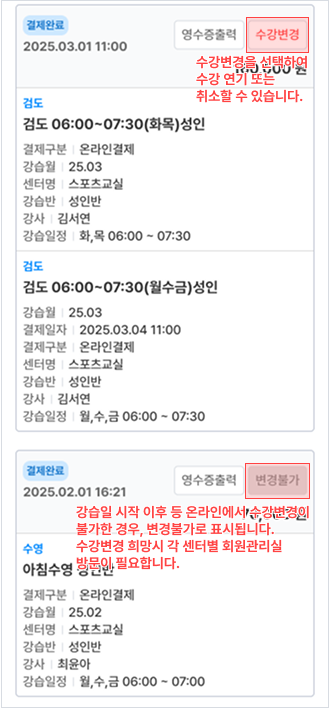 결제완료
2025.03.01 11:00
영수증출력
수강변경
수강변경을 선택하여
수강 연기 또는
취소할 수 있습니다.
원
검도
검도 06:00~07:30(화목)성인
결제구분 | 온라인결제
강습월 | 25.03
센터명 | 스포츠교실
강습반 | 성인반
강사 | 김서연
강습일정 | 화,목 06:00 ~ 07:30
검도
검도 06:00~07:30(월수금)성인
강습월 | 25.03
결제일자 | 2025.03.04 11:00
결제구분 | 온라인결제
센터명 | 스포츠교실
강습반 | 성인반
강사 | 김서연
강습일정 | 월,수,금 06:00 ~ 07:30
결제완료
2025.02.01 16:21
영수증출력
변경불가
강습일 시작 이후 등 온라인에서 수강변경이
불가한 경우, 변경불가로 표시됩니다.
수강변경 희망시 각 센터별 회원관리실
방문이 필요합니다.
원
수영
아침수영 성인반
결제구분 | 온라인결제
강습월 | 25.02
센터명 | 스포츠교실
강습반 | 성인반
강사 | 최윤아
강습일정 | 월,수,금 06:00 ~ 07:00